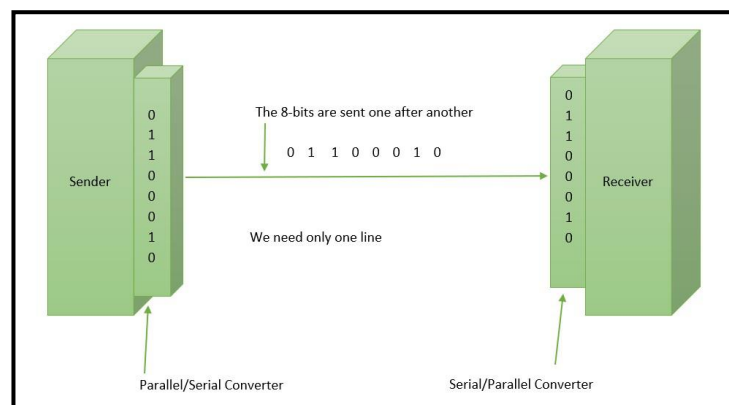 The 8-bits are sent one after another
0 1 1 0 0 0 1 0
Sender
0
1
1
0
0
0
1
0
0
1
1
0
0
0
1
0
Receiver
We need only one line
Parallel/Serial Converter
Serial/Parallel Converter